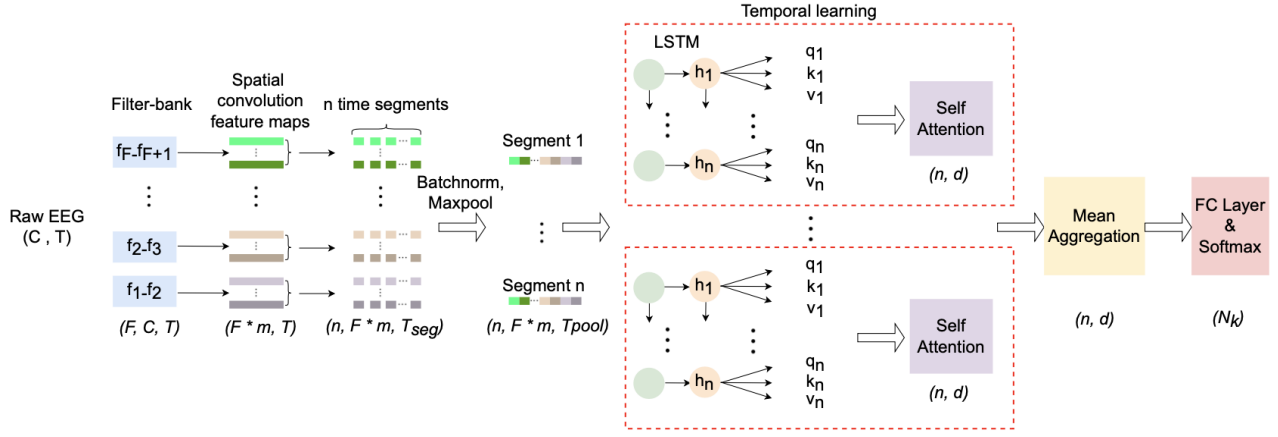 Temporal learning
Raw EEG
(C , T)
Filter-bank
fF-fF+1
f2-f3
f1-f2
(F, C, T)
Spatial
convolution
feature maps
(F * m, T)
n time segments
(n, F * m, Tseg)
Batchnorm,
Maxpool
Segment 1
Segment n
(n, F * m, Tpool)
LSTM
h1
q1
k1
v1
hn
qn
kn
vn
Self
Attention
(n, d)
h1
q1
k1
v1
hn
qn
kn
vn
Self
Attention
(n, d)
Mean
Aggregation
(n, d)
FC Layer
&
Softmax
(Nk)